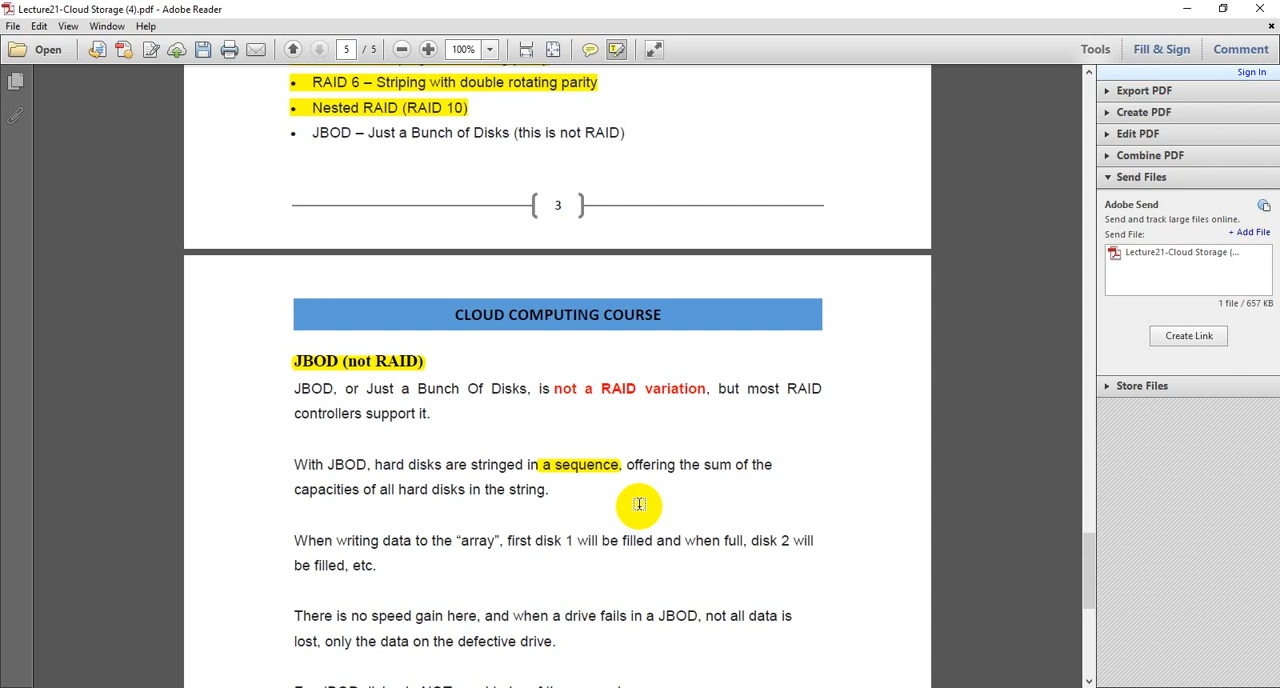 Lecture21-Cloud Storage (4).pdf - Adobe Reader
File Edit View Window Help
Open 5 / 5 100% Tools Fill & Sign Comment
Sign In
Export PDF
Create PDF
Edit PDF
Combine PDF
Send Files
Adobe Send
Send and track large files online.
Send File: + Add File
Lecture21-Cloud Storage (...
1 file / 657 KB
Create Link
Store Files
• RAID 6 – Striping with double rotating parity
• Nested RAID (RAID 10)
• JBOD – Just a Bunch of Disks (this is not RAID)
3
CLOUD COMPUTING COURSE
JBOD (not RAID)
JBOD, or Just a Bunch Of Disks, is not a RAID variation, but most RAID
controllers support it.
With JBOD, hard disks are stringed in a sequence, offering the sum of the
capacities of all hard disks in the string.
When writing data to the “array”, first disk 1 will be filled and when full, disk 2 will
be filled, etc.
There is no speed gain here, and when a drive fails in a JBOD, not all data is
lost, only the data on the defective drive.